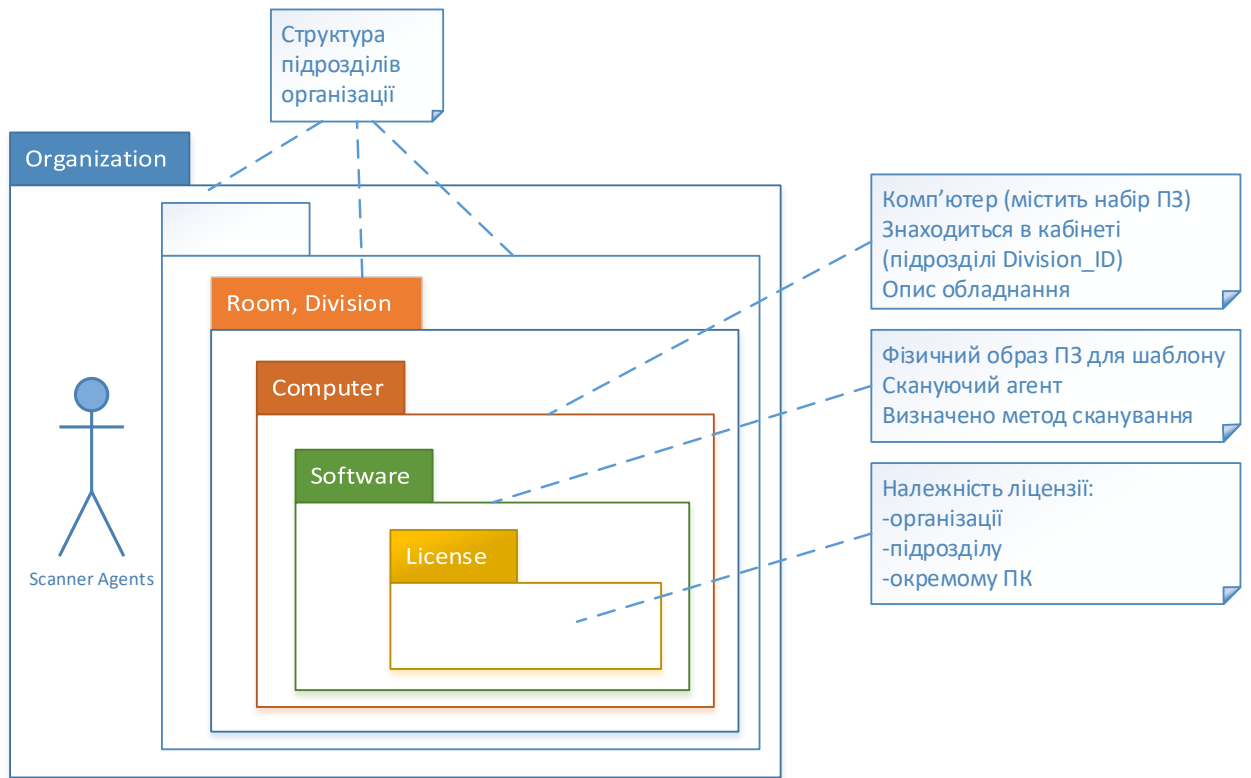 Структура
підрозділів
організації
Organization
Room, Division
Computer
Software
License
Scanner Agents
Комп’ютер (містить набір ПЗ)
Знаходиться в кабінеті
(підрозділі Division_ID)
Опис обладнання
Фізичний образ ПЗ для шаблону
Скануючий агент
Визначено метод сканування
Належність ліцензії:
-організації
-підрозділу
-окремому ПК